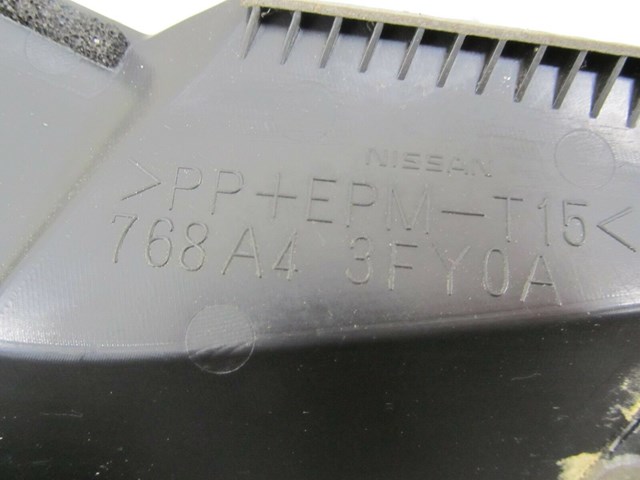 NISSAN
>PP+EPM-T15<
768A4 3FY0A